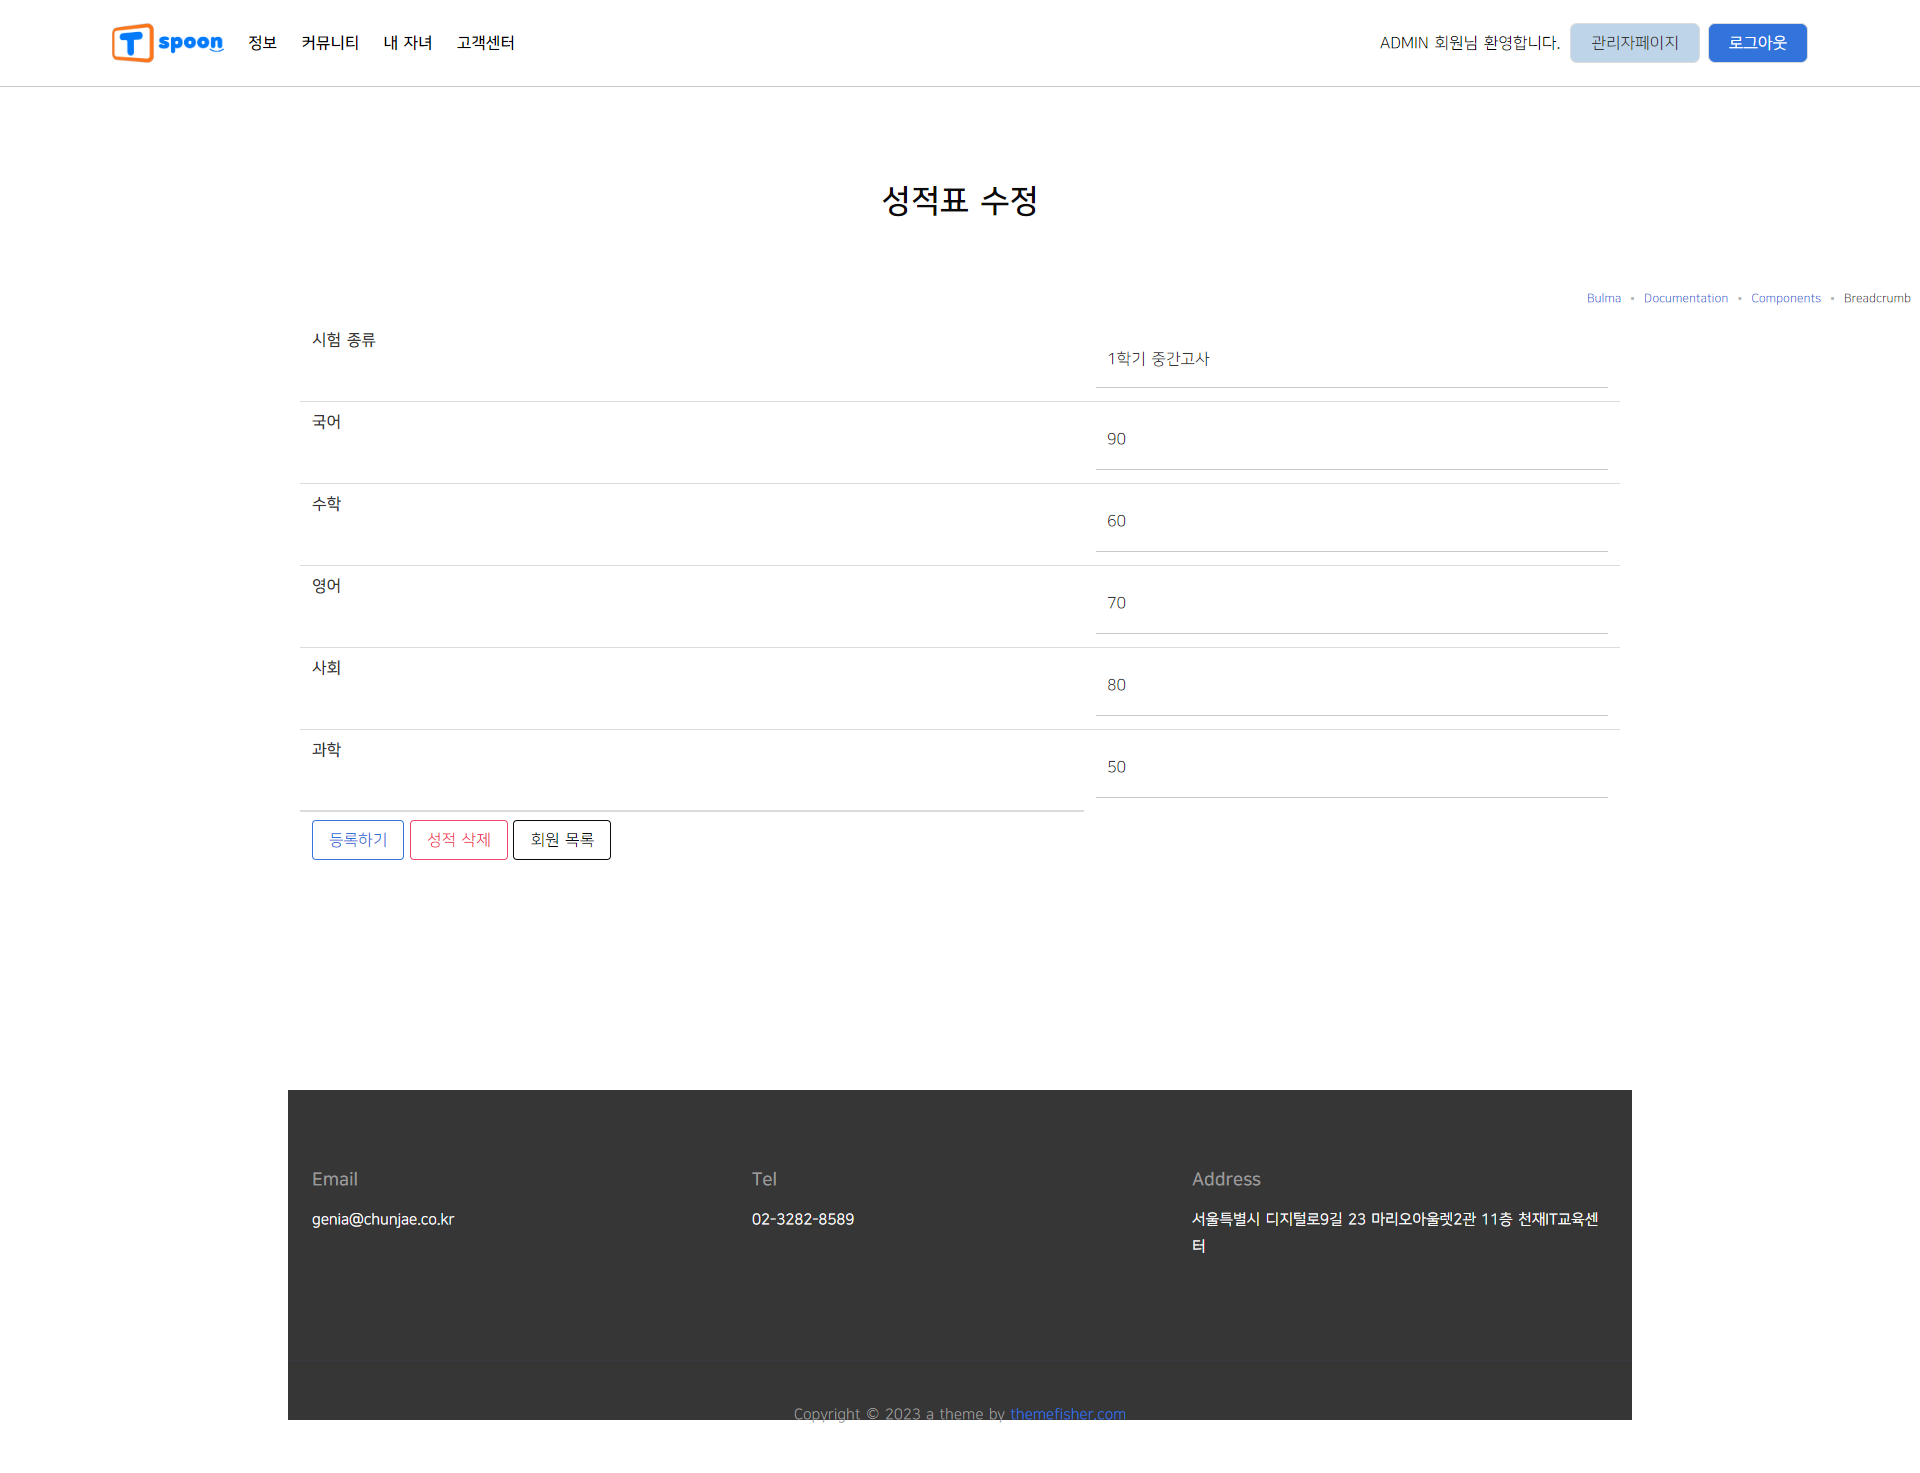 T spoon 정보 커뮤니티 내 자녀 고객센터 ADMIN 회원님 환영합니다. 관리자페이지 로그아웃
성적표 수정
Bulma • Documentation • Components • Breadcrumb
시험 종류
1학기 중간고사
국어
90
수학
60
영어
70
사회
80
과학
50
등록하기 성적 삭제 회원 목록
Email
genia@chunjae.co.kr
Tel
02-3282-8589
Address
서울특별시 디지털로9길 23 마리오아울렛2관 11층 천재IT교육센
터
Copyright © 2023 a theme by themefisher.com